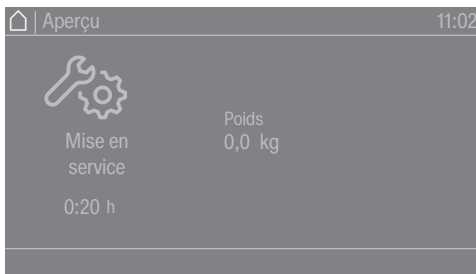 Aperçu 11:02
Mise en
service
0:20 h
Poids
0,0 kg